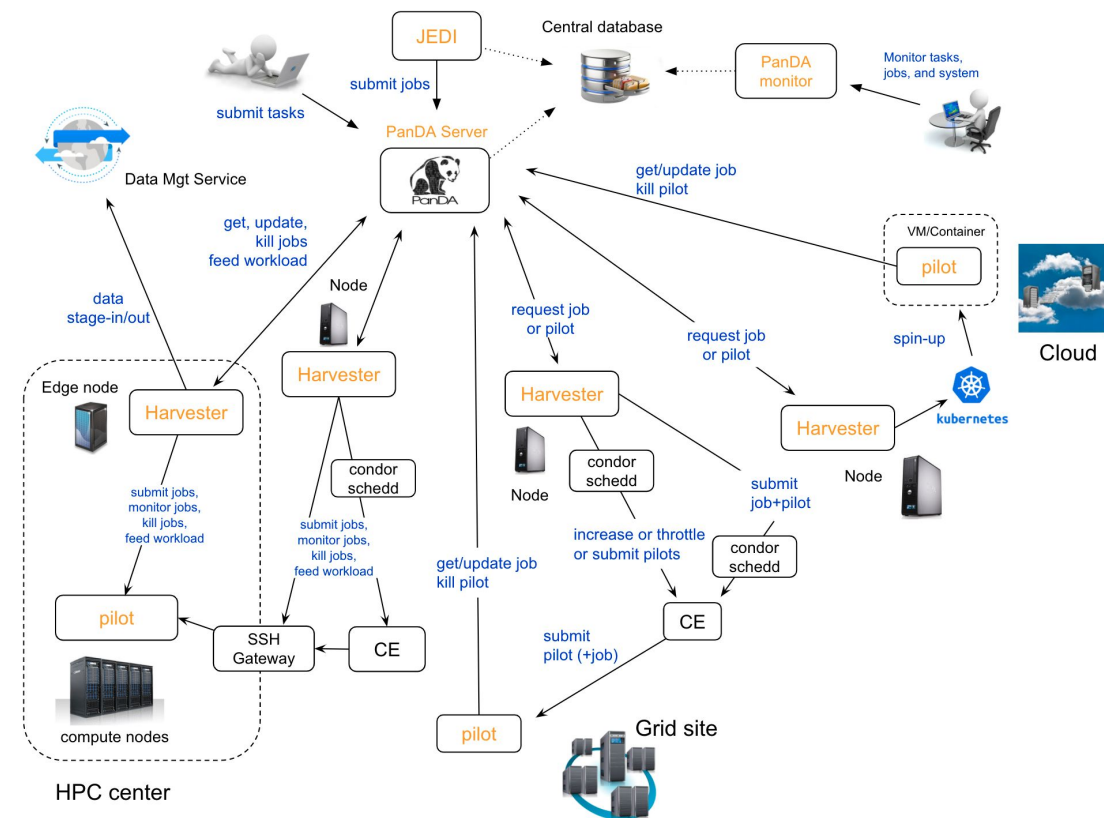 JEDI
Central database
PanDA
monitor
Monitor tasks,
jobs, and system
submit jobs
submit tasks
PanDA Server
PanDA
Data Mgt Service
get/update job
kill pilot
get, update,
kill jobs
feed workload
VM/Container
pilot
Node
data
stage-in/out
request job
or pilot
request job
or pilot
spin-up
Cloud
Edge node
Harvester
Harvester
Harvester
Harvester
kubernetes
condor
schedd
condor
schedd
Node
Node
submit
job+pilot
submit jobs,
monitor jobs,
kill jobs,
feed workload
submit jobs,
monitor jobs,
kill jobs,
feed workload
increase or throttle
or submit pilots
condor
schedd
get/update job
kill pilot
pilot
SSH
Gateway
CE
CE
submit
pilot (+job)
compute nodes
pilot
Grid site
HPC center